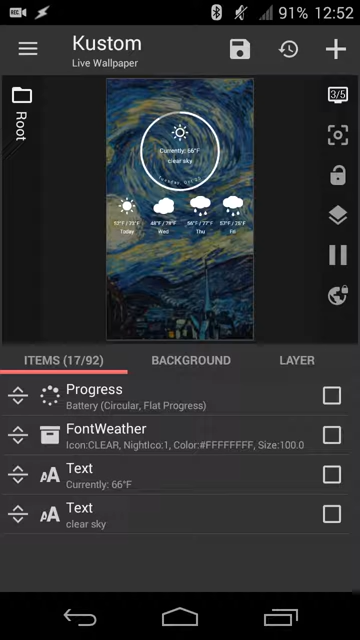 REC
91% 12:52
Kustom
Live Wallpaper
Root
3/5
Currently: 66°F
clear sky
Today
Wed
Thu
Fri
ITEMS (17/92)
BACKGROUND
LAYER
Progress
Battery (Circular, Flat Progress)
FontWeather
Icon:CLEAR, NightIco:1, Color:#FFFFFFFF, Size:100.0
Text
Currently: 66°F
Text
clear sky